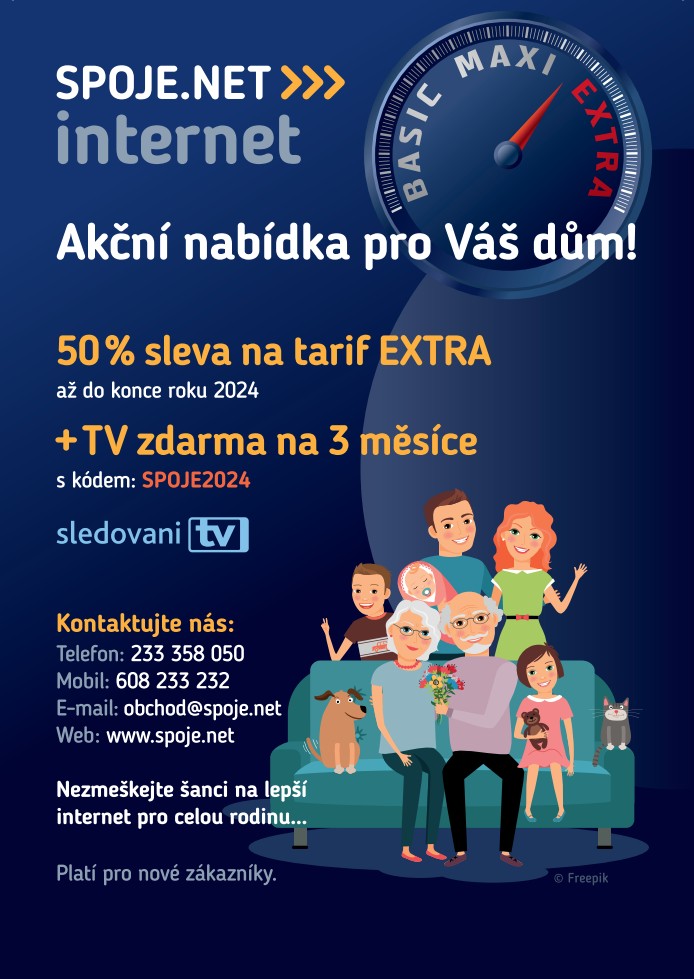 SPOJE.NET >>>
internet
BASIC MAXI EXTRA
Akční nabídka pro Váš dům!
50 % sleva na tarif EXTRA
až do konce roku 2024
+ TV zdarma na 3 měsíce
s kódem: SPOJE2024
sledovani tv
Kontaktujte nás:
Telefon: 233 358 050
Mobil: 608 233 232
E-mail: obchod@spoje.net
Web: www.spoje.net
Nezmeškejte šanci na lepší
internet pro celou rodinu...
Platí pro nové zákazníky.
© Freepik